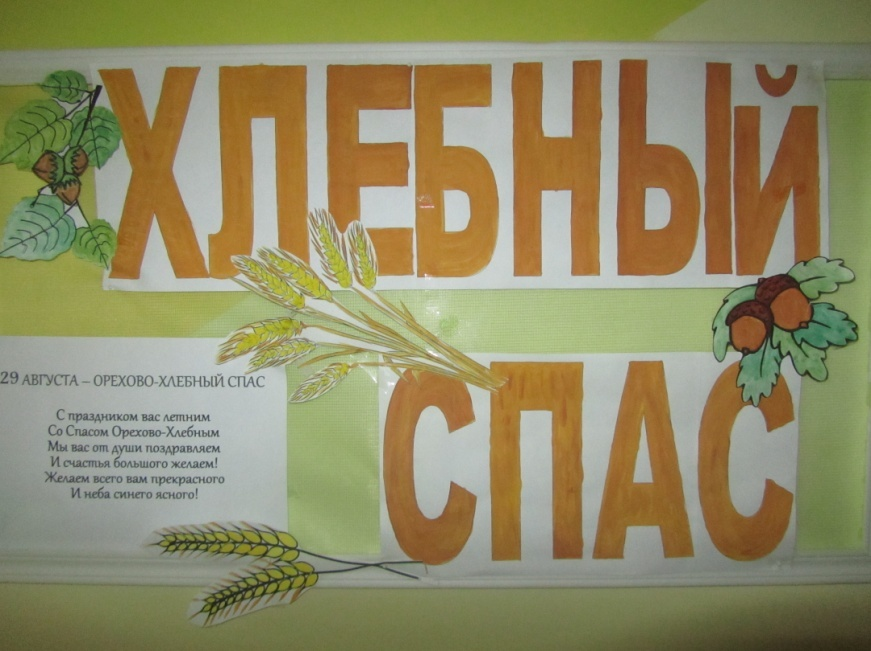 ХЛЕБНЫЙ
СПАС
29 АВГУСТА – ОРЕХОВО-ХЛЕБНЫЙ СПАС
С праздником вас летним
Со Спасом Орехово-Хлебным
Мы вас от души поздравляем
И счастья большого желаем!
Желаем всего вам прекрасного
И неба синего ясного!